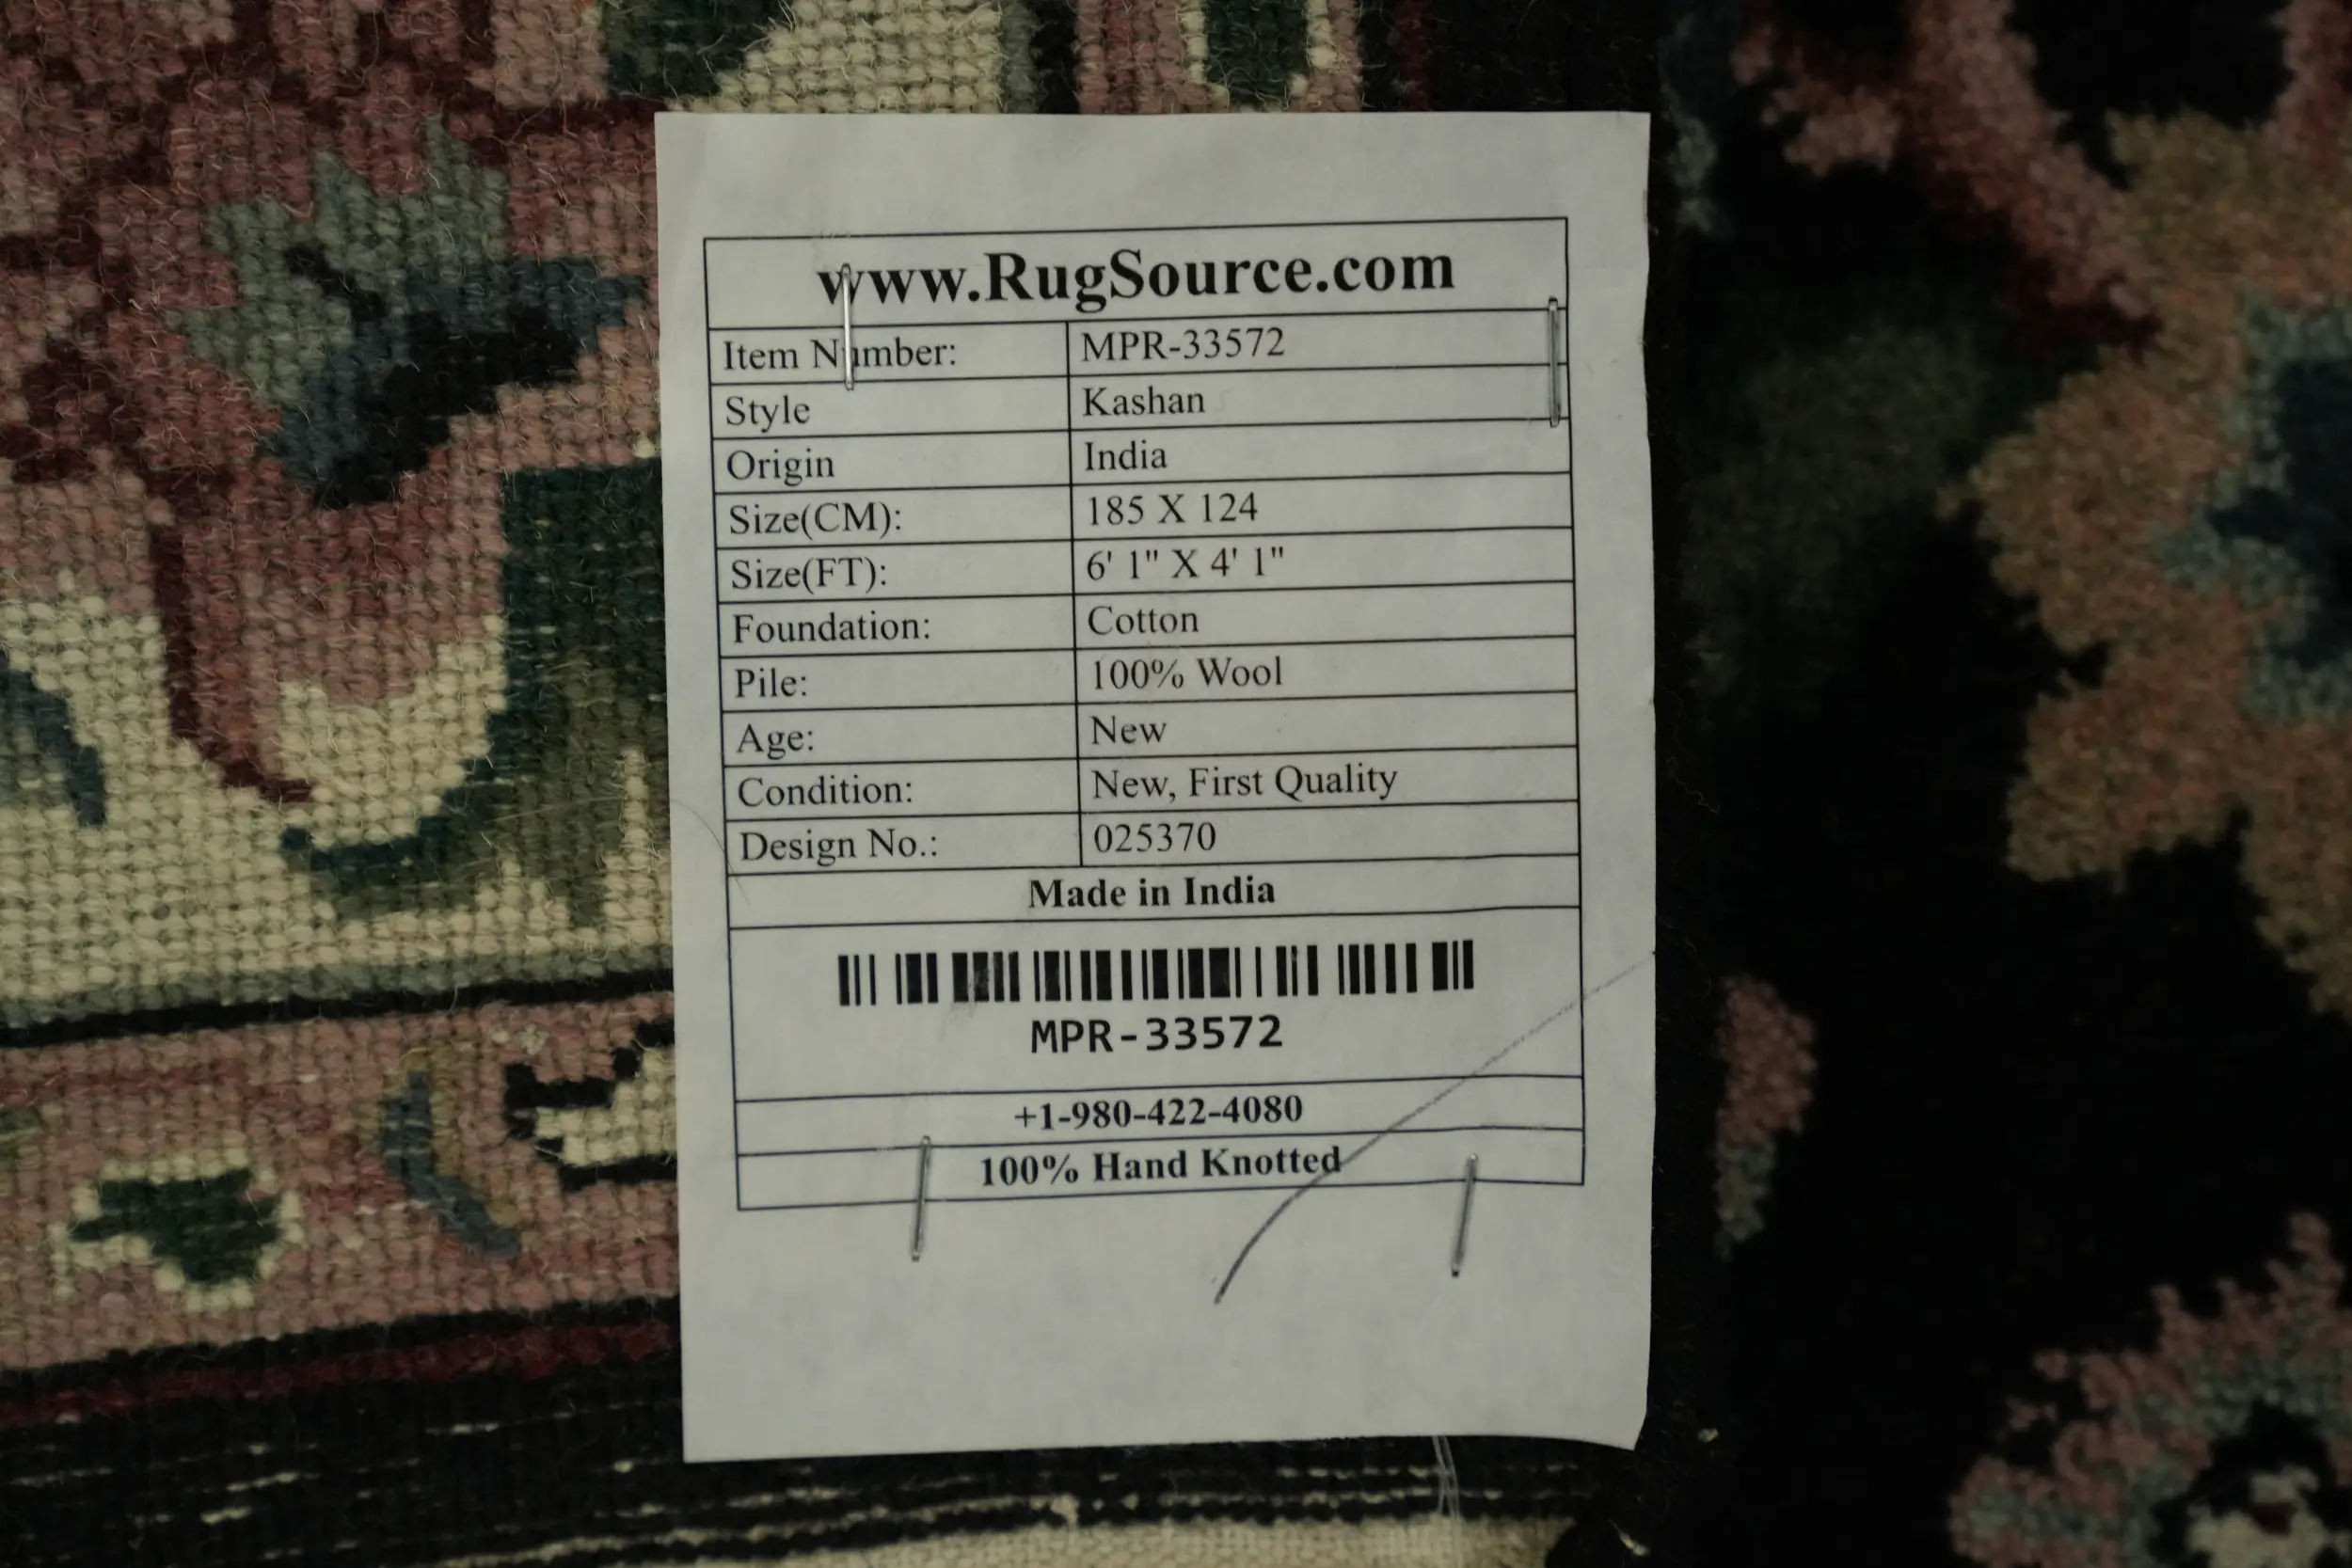 www.RugSource.com
Item Number: MPR-33572
Style Kashan
Origin India
Size(CM): 185 X 124
Size(FT): 6' 1" X 4' 1"
Foundation: Cotton
Pile: 100% Wool
Age: New
Condition: New, First Quality
Design No.: 025370
Made in India
MPR-33572
+1-980-422-4080
100% Hand Knotted